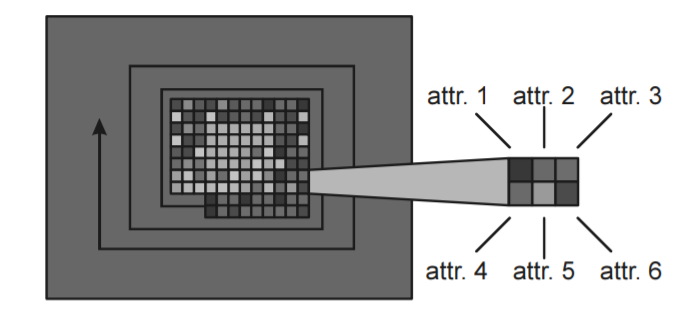 attr. 1 attr. 2 attr. 3
attr. 4 attr. 5 attr. 6